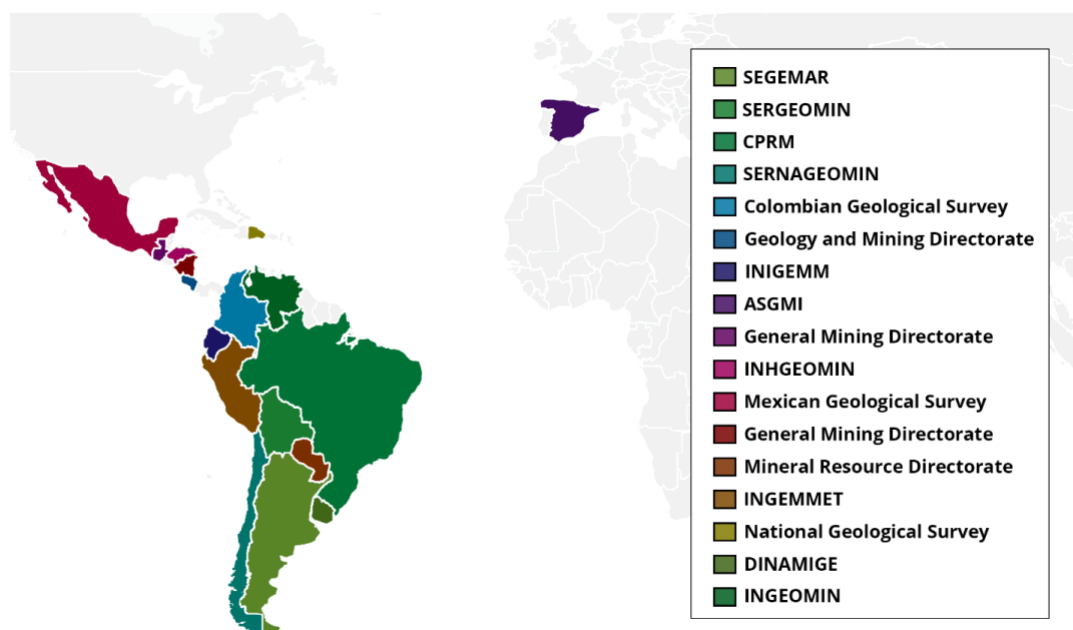 SEGEMAR
SERGEOMIN
CPRM
SERNAGEOMIN
Colombian Geological Survey
Geology and Mining Directorate
INIGEMM
ASGMI
General Mining Directorate
INHGEOMIN
Mexican Geological Survey
General Mining Directorate
Mineral Resource Directorate
INGEMMET
National Geological Survey
DINAMIGE
INGEOMIN